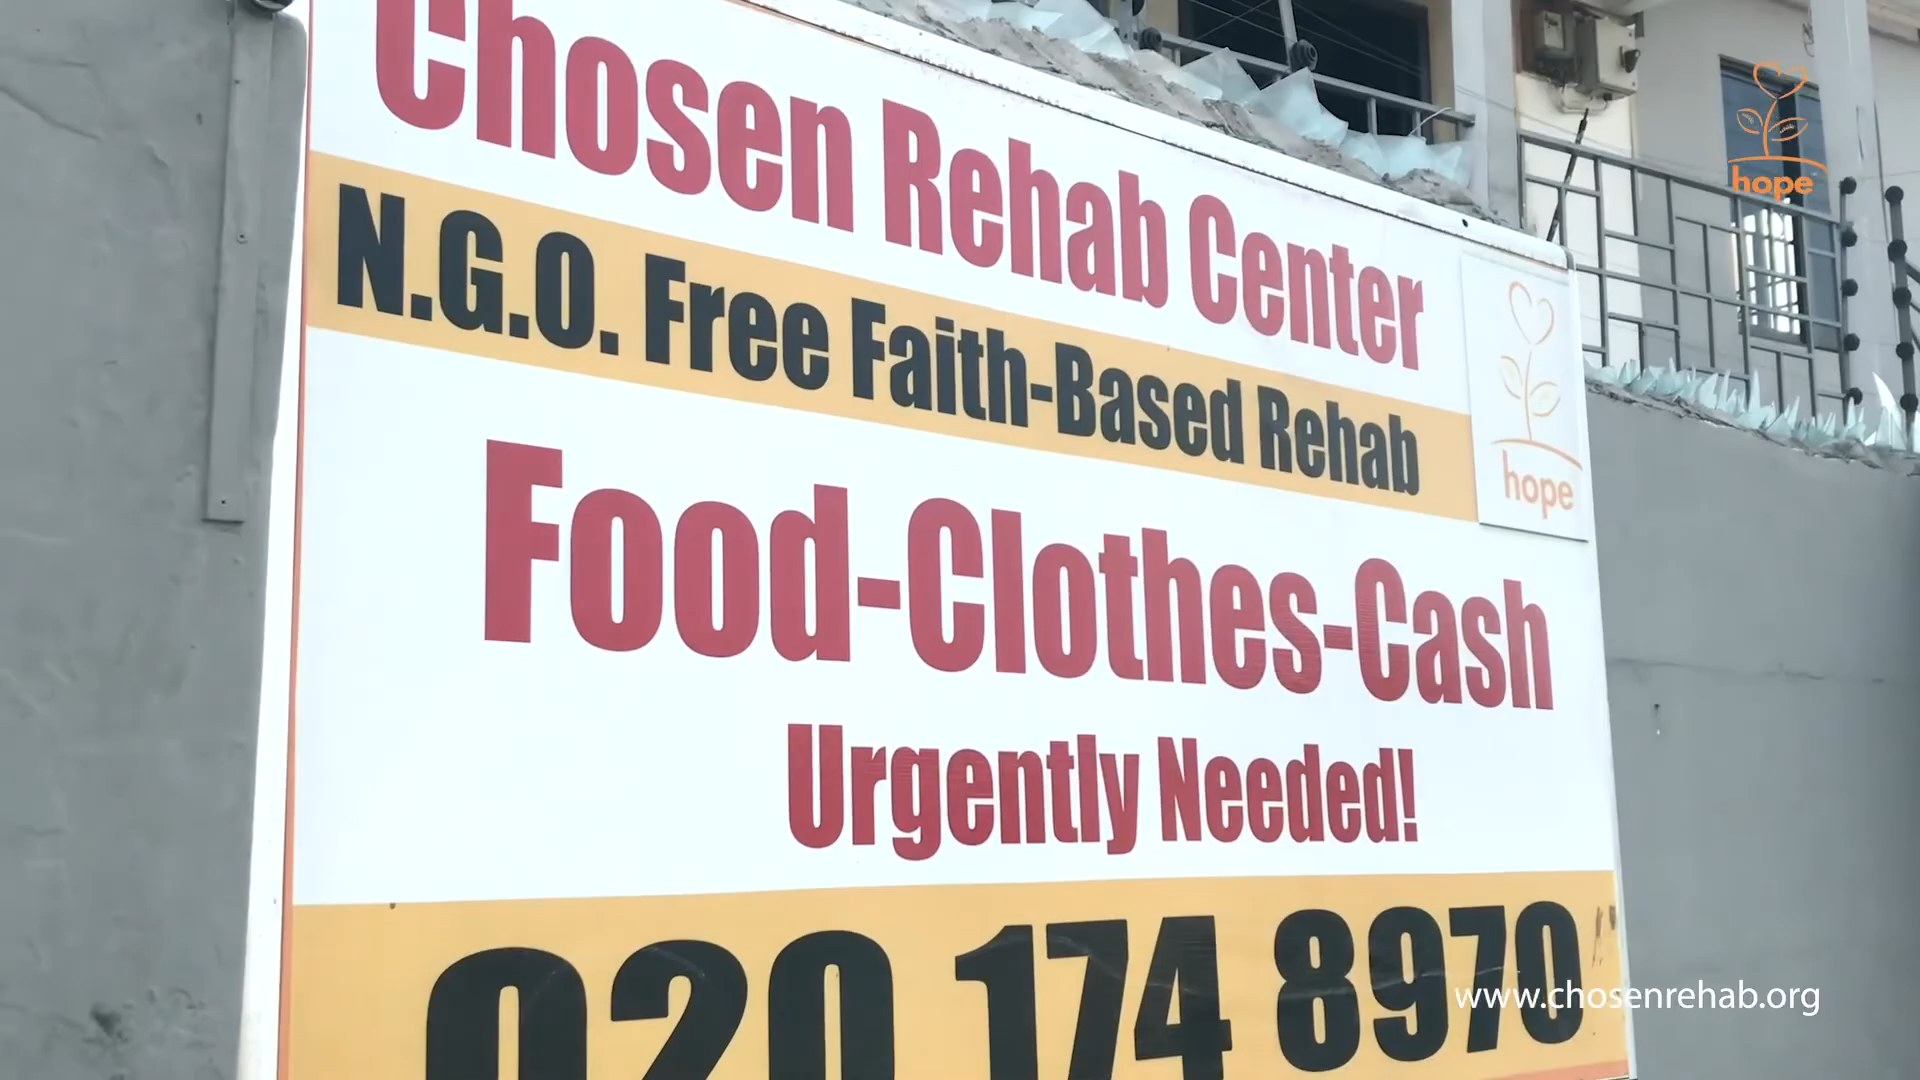 Chosen Rehab Center
hope
N.G.O. Free Faith-Based Rehab
hope
Food-Clothes-Cash
Urgently Needed!
020 174 8970
www.chosenrehab.org